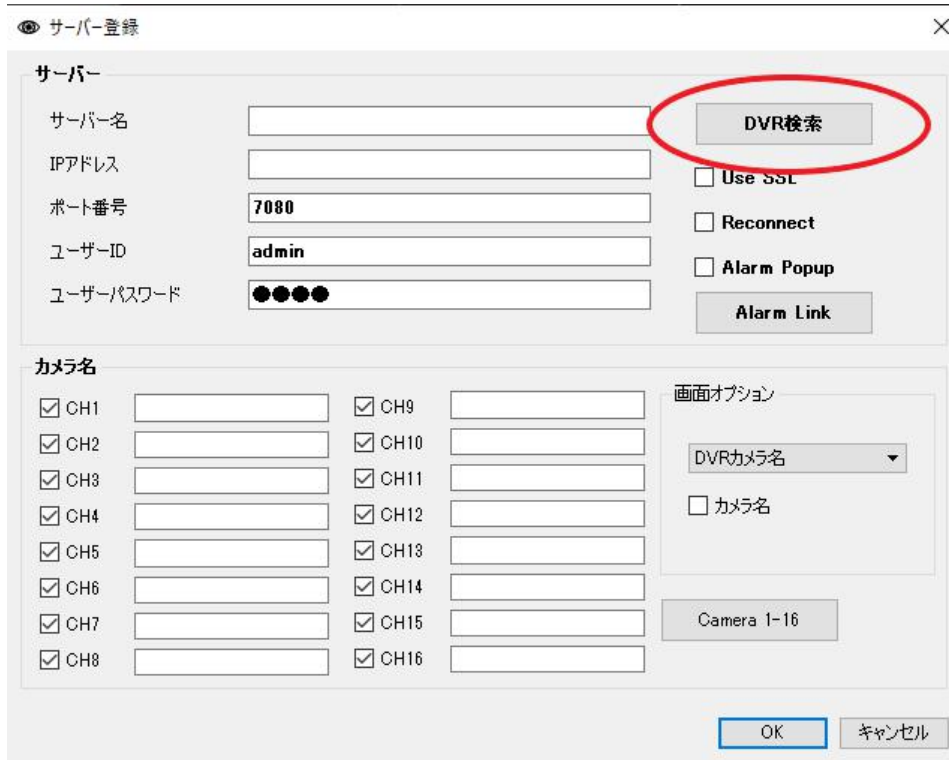 サーバー登録
サーバー
サーバー名
DVR検索
IPアドレス
Use SSL
ポート番号 7080
Reconnect
ユーザーID admin
Alarm Popup
ユーザーパスワード ●●●●
Alarm Link
カメラ名
CH1
CH2
CH3
CH4
CH5
CH6
CH7
CH8
CH9
CH10
CH11
CH12
CH13
CH14
CH15
CH16
画面オプション
DVRカメラ名
カメラ名
Camera 1-16
OK
キャンセル